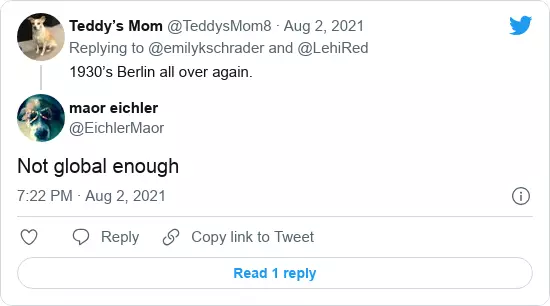 Teddy’s Mom @TeddysMom8 · Aug 2, 2021
Replying to @emilykschrader and @LehiRed
1930’s Berlin all over again.
maor eichler
@EichlerMaor
Not global enough
7:22 PM · Aug 2, 2021
Reply
Copy link to Tweet
Read 1 reply